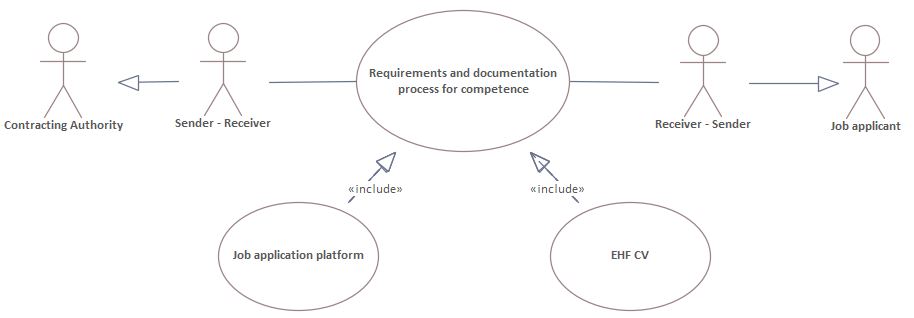 Requirements and documentation
process for competence
Contracting Authority
Sender - Receiver
Receiver - Sender
Job applicant
«include»
«include»
Job application platform
EHF CV